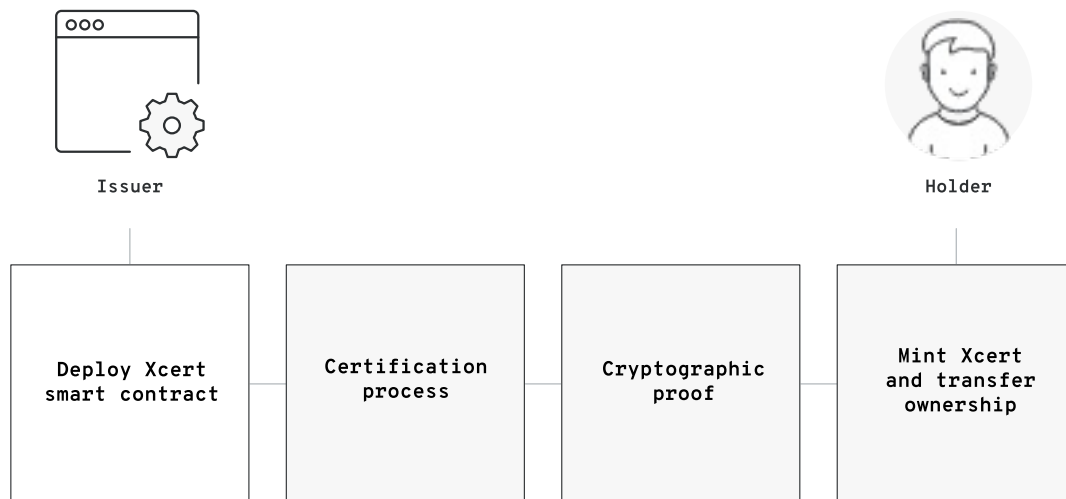 Issuer
Holder
Deploy Xcert
smart contract
Certification
process
Cryptographic
proof
Mint Xcert
and transfer
ownership